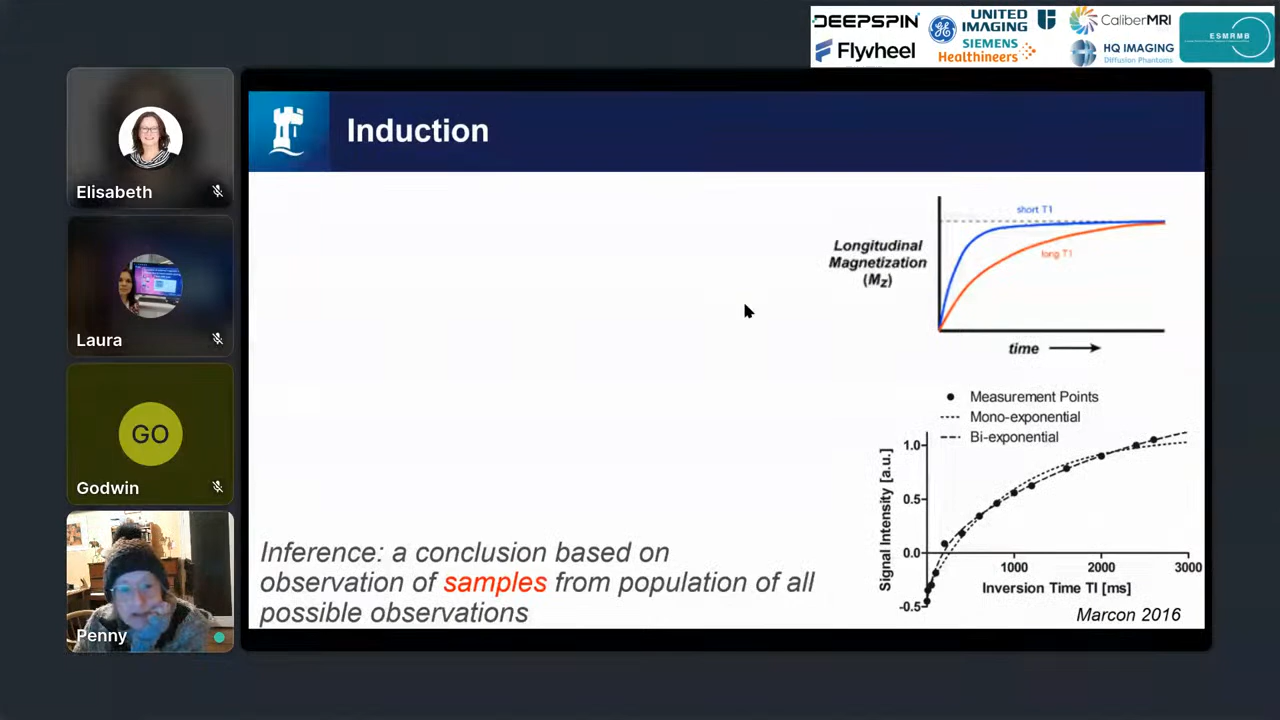 DEEPSPIN
UNITED
IMAGING
CaliberMRI
ESMRMB
Flywheel
SIEMENS
Healthineers
HQ IMAGING
Diffusion Phantoms
Elisabeth
Laura
GO
Godwin
Penny
Induction
short T1
long T1
Longitudinal
Magnetization
(Mz)
time
Measurement Points
Mono-exponential
Bi-exponential
Signal Intensity [a.u.]
1.0
0.5
0.0
-0.5
1000
2000
3000
Inversion Time TI [ms]
Marcon 2016
Inference: a conclusion based on
observation of samples from population of all
possible observations